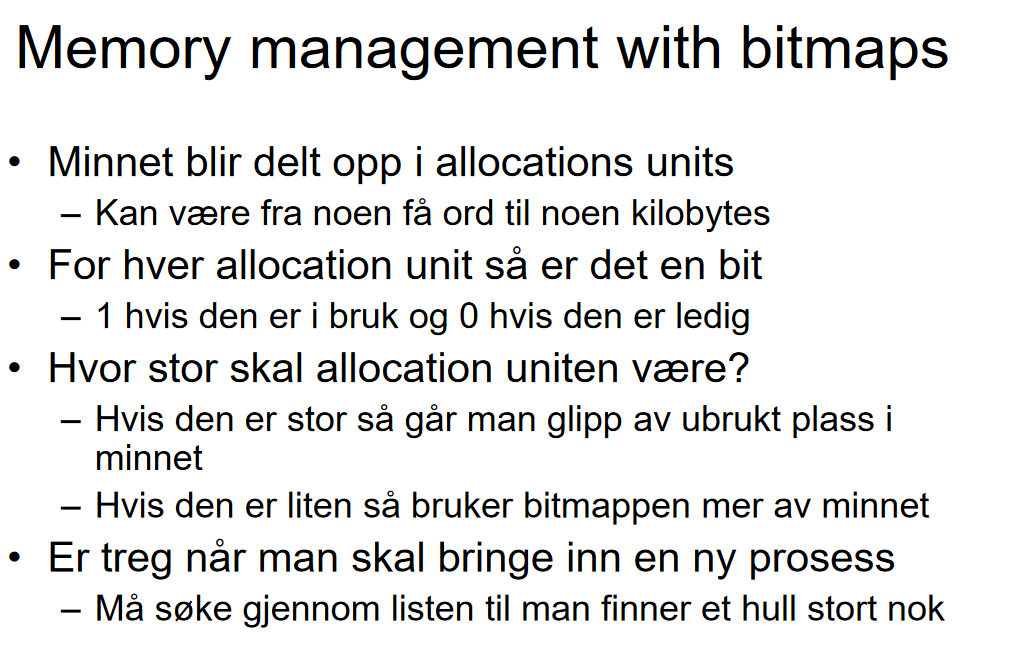 Memory management with bitmaps
• Minnet blir delt opp i allocations units
– Kan være fra noen få ord til noen kilobytes
• For hver allocation unit så er det en bit
– 1 hvis den er i bruk og 0 hvis den er ledig
• Hvor stor skal allocation uniten være?
– Hvis den er stor så går man glipp av ubrukt plass i
minnet
– Hvis den er liten så bruker bitmappen mer av minnet
• Er treg når man skal bringe inn en ny prosess
– Må søke gjennom listen til man finner et hull stort nok